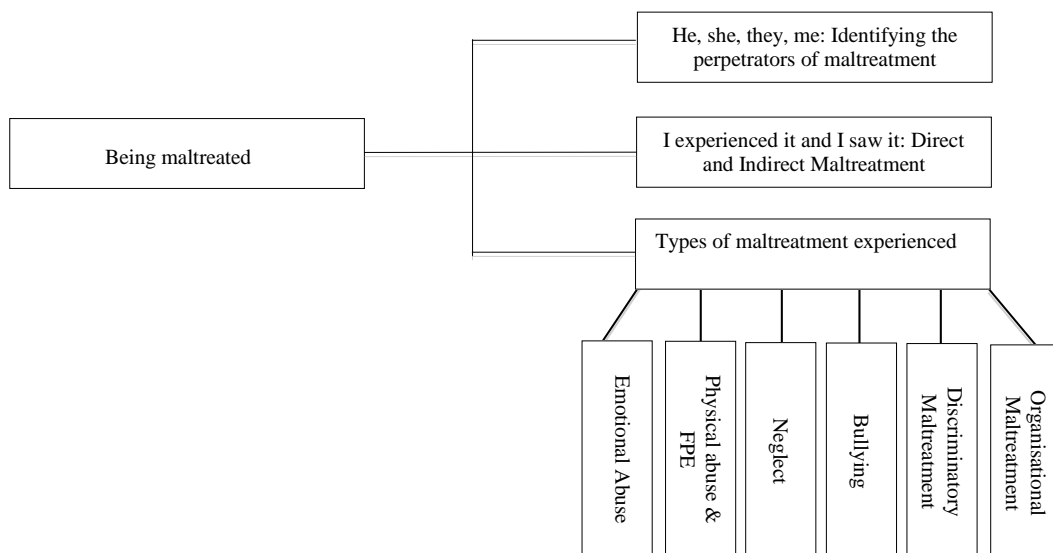 He, she, they, me: Identifying the
perpetrators of maltreatment
Being maltreated
I experienced it and I saw it: Direct
and Indirect Maltreatment
Types of maltreatment experienced
Emotional Abuse
Physical abuse &
FPE
Neglect
Bullying
Discriminatory
Maltreatment
Organisational
Maltreatment